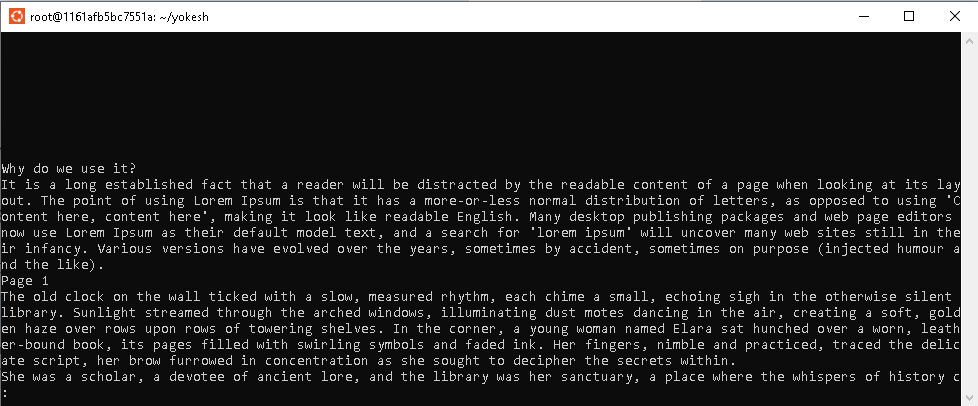 root@1161afb5bc7551a: ~/yokesh
Why do we use it?
It is a long established fact that a reader will be distracted by the readable content of a page when looking at its lay
out. The point of using Lorem Ipsum is that it has a more-or-less normal distribution of letters, as opposed to using 'C
ontent here, content here', making it look like readable English. Many desktop publishing packages and web page editors
now use Lorem Ipsum as their default model text, and a search for 'lorem ipsum' will uncover many web sites still in the
ir infancy. Various versions have evolved over the years, sometimes by accident, sometimes on purpose (injected humour a
nd the like).
Page 1
The old clock on the wall ticked with a slow, measured rhythm, each chime a small, echoing sigh in the otherwise silent
library. Sunlight streamed through the arched windows, illuminating dust motes dancing in the air, creating a soft, gold
en haze over rows upon rows of towering shelves. In the corner, a young woman named Elara sat hunched over a worn, leath
er-bound book, its pages filled with swirling symbols and faded ink. Her fingers, nimble and practiced, traced the delic
ate script, her brow furrowed in concentration as she sought to decipher the secrets within.
She was a scholar, a devotee of ancient lore, and the library was her sanctuary, a place where the whispers of history c
: